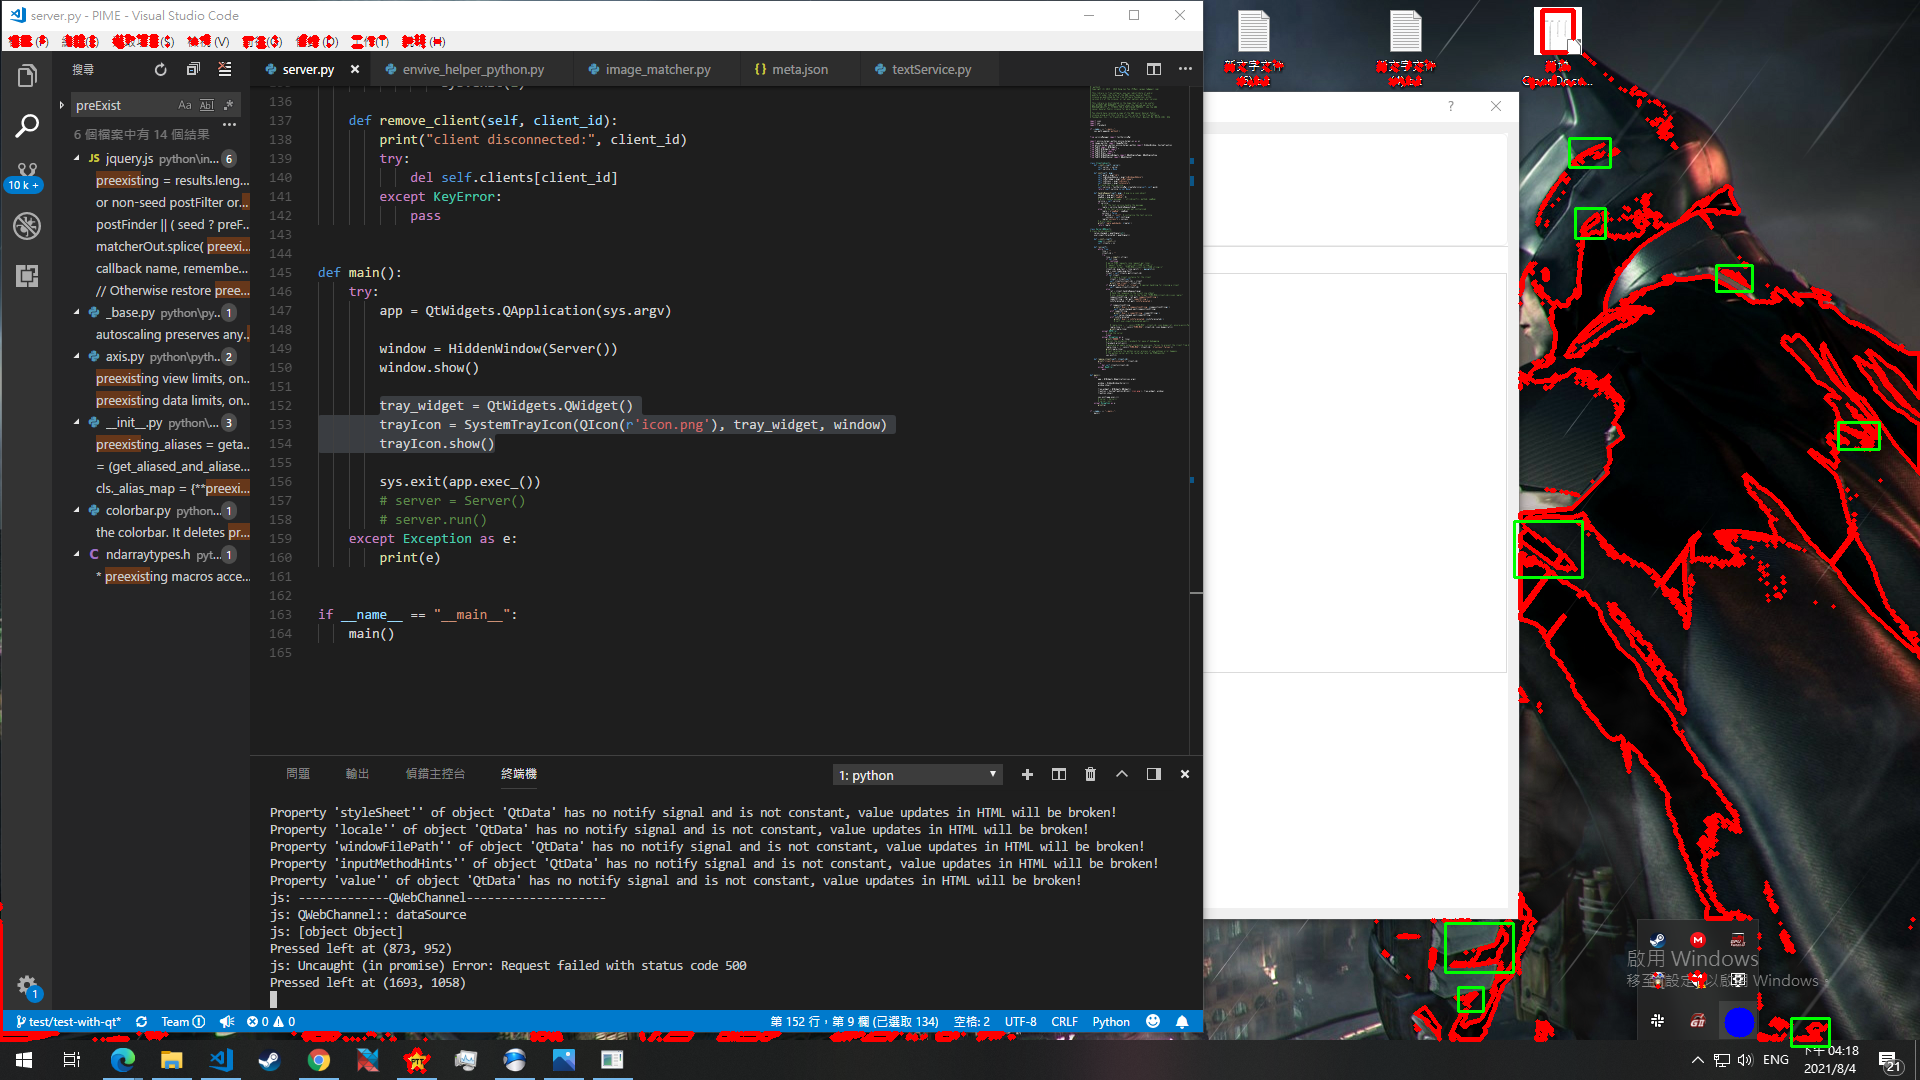 server.py - PIME - Visual Studio Code
搜尋
server.py
envive_helper_python.py
image_matcher.py
{} meta.json
textService.py
preExist
Aa Abl .*
6 個檔案中有 14 個結果
JS jquery.js python\in... 6
preexisting = results.leng...
or non-seed postFilter or...
postFinder || ( seed ? preF...
matcherOut.splice( preexi...
callback name, remembe...
// Otherwise restore pree...
_base.py python\py... 1
autoscaling preserves any...
axis.py python\pyth... 2
preexisting view limits, on...
preexisting data limits, on...
__init__.py python\... 3
preexisting_aliases = geta...
= (get_aliased_and_aliase...
cls._alias_map = {**preexi...
colorbar.py python... 1
the colorbar. It deletes pr...
C ndarraytypes.h pyt... 1
* preexisting macros acce...
10 k +
1
136
137 def remove_client(self, client_id):
138 print("client disconnected:", client_id)
139 try:
140 del self.clients[client_id]
141 except KeyError:
142 pass
143
144
145 def main():
146 try:
147 app = QtWidgets.QApplication(sys.argv)
148
149 window = HiddenWindow(Server())
150 window.show()
151
152 tray_widget = QtWidgets.QWidget()
153 trayIcon = SystemTrayIcon(QIcon(r'icon.png'), tray_widget, window)
154 trayIcon.show()
155
156 sys.exit(app.exec_())
157 # server = Server()
158 # server.run()
159 except Exception as e:
160 print(e)
161
162
163 if __name__ == "__main__":
164 main()
165
問題 輸出 偵錯主控台 終端機
1: python
Property 'styleSheet'' of object 'QtData' has no notify signal and is not constant, value updates in HTML will be broken!
Property 'locale'' of object 'QtData' has no notify signal and is not constant, value updates in HTML will be broken!
Property 'windowFilePath'' of object 'QtData' has no notify signal and is not constant, value updates in HTML will be broken!
Property 'inputMethodHints'' of object 'QtData' has no notify signal and is not constant, value updates in HTML will be broken!
Property 'value'' of object 'QtData' has no notify signal and is not constant, value updates in HTML will be broken!
js: -------------QWebChannel--------------------
js: QWebChannel:: dataSource
js: [object Object]
Pressed left at (873, 952)
js: Uncaught (in promise) Error: Request failed with status code 500
Pressed left at (1693, 1058)
test/test-with-qt* Team 0 0
第 152 行，第 9 欄 (已選取 134) 空格: 2 UTF-8 CRLF Python
啟用 Windows
Windows
ENG
下午 04:18
2021/8/4
21